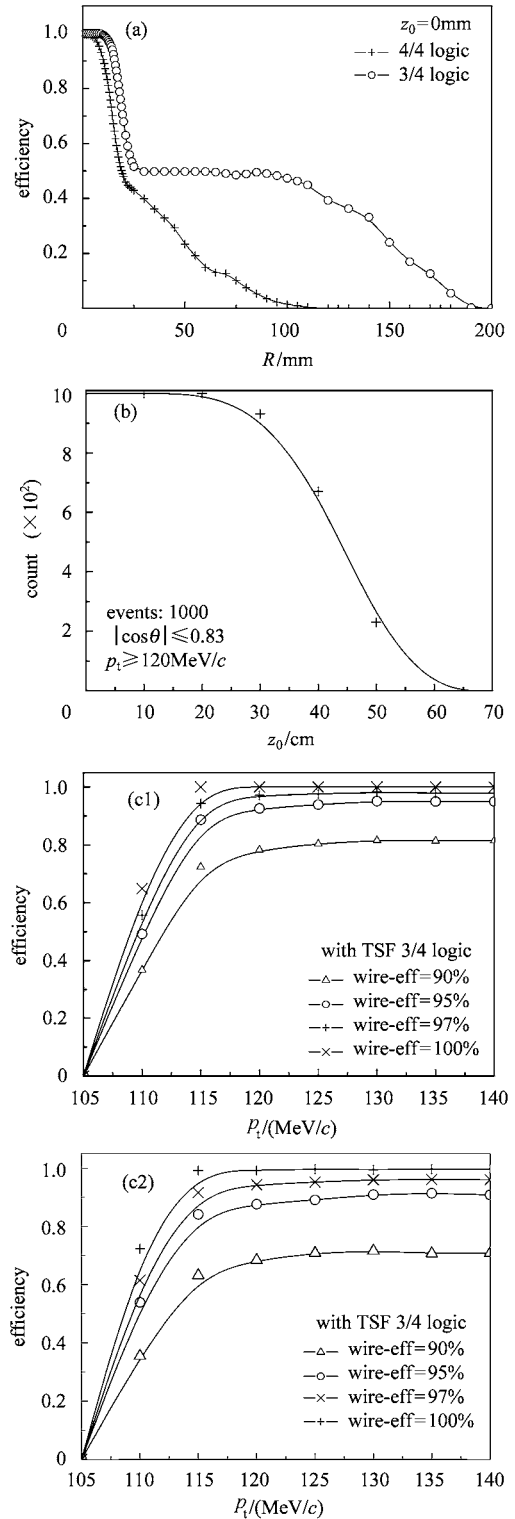 (a)
z₀=0mm
4/4 logic
3/4 logic
1.0
0.8
0.6
0.4
0.2
0
50
100
150
200
efficiency
R/mm
(b)
10
8
6
4
2
0
10
20
30
40
50
60
70
count (×10²)
events: 1000
|cosθ|≤0.83
pₜ≥120MeV/c
z₀/cm
(c1)
1.0
0.8
0.6
0.4
0.2
0
efficiency
with TSF 3/4 logic
wire-eff=90%
wire-eff=95%
wire-eff=97%
wire-eff=100%
105
110
115
120
125
130
135
140
pₜ/(MeV/c)
(c2)
1.0
0.8
0.6
0.4
0.2
0
efficiency
with TSF 3/4 logic
wire-eff=90%
wire-eff=95%
wire-eff=97%
wire-eff=100%
105
110
115
120
125
130
135
140
pₜ/(MeV/c)